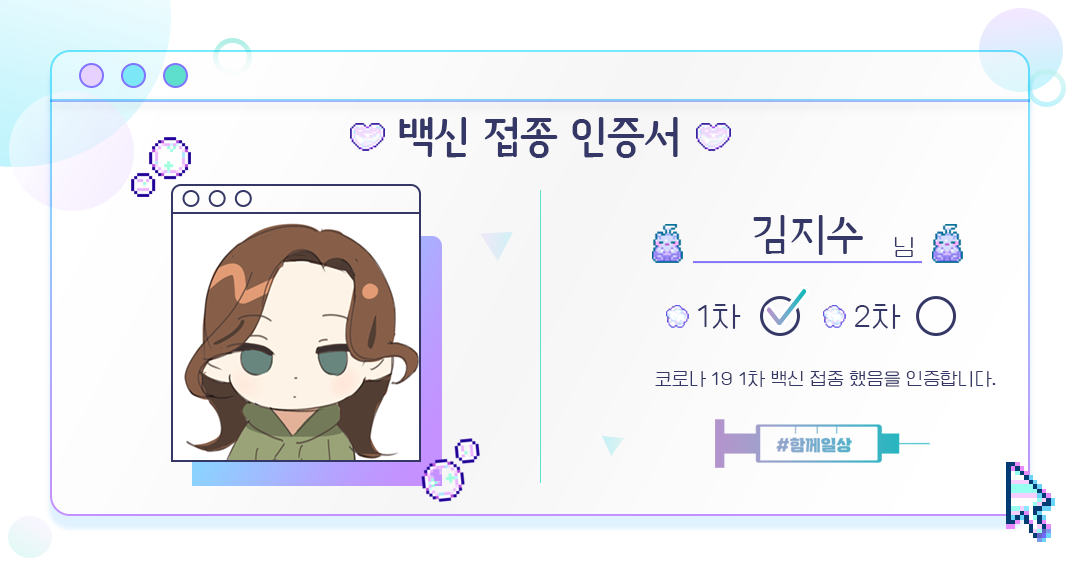 백신 접종 인증서
김지수 님
1차 2차
코로나 19 1차 백신 접종 했음을 인증합니다.
#함께일상